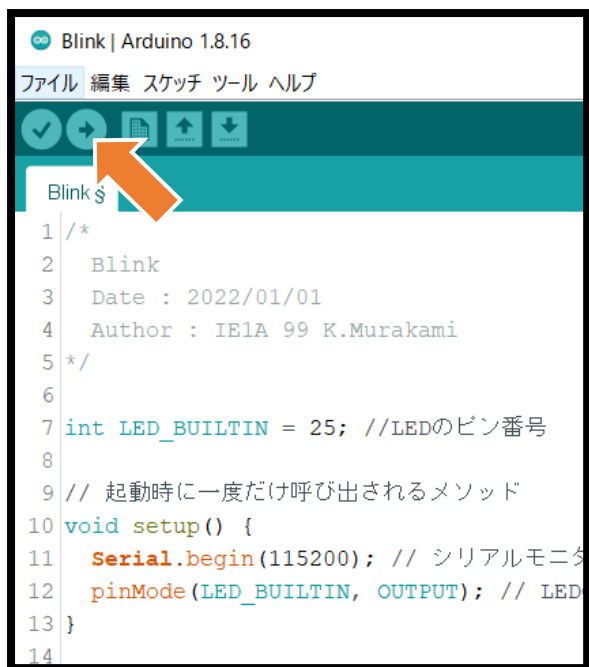 Blink | Arduino 1.8.16
ファイル 編集 スケッチ ツール ヘルプ
Blink §
1 /*
2   Blink
3   Date : 2022/01/01
4   Author : IE1A 99 K.Murakami
5 */
6
7 int LED_BUILTIN = 25; //LEDのピン番号
8
9 // 起動時に一度だけ呼び出されるメソッド
10 void setup() {
11   Serial.begin(115200); // シリアルモニタ
12   pinMode(LED_BUILTIN, OUTPUT); // LED
13 }
14